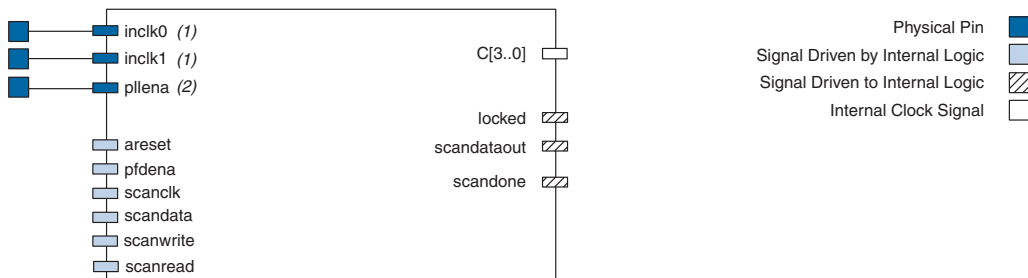 inclk0 (1)
inclk1 (1)
pllena (2)
areset
pfdena
scanclk
scandata
scanwrite
scanread
C[3..0]
locked
scandataout
scandone
Physical Pin
Signal Driven by Internal Logic
Signal Driven to Internal Logic
Internal Clock Signal